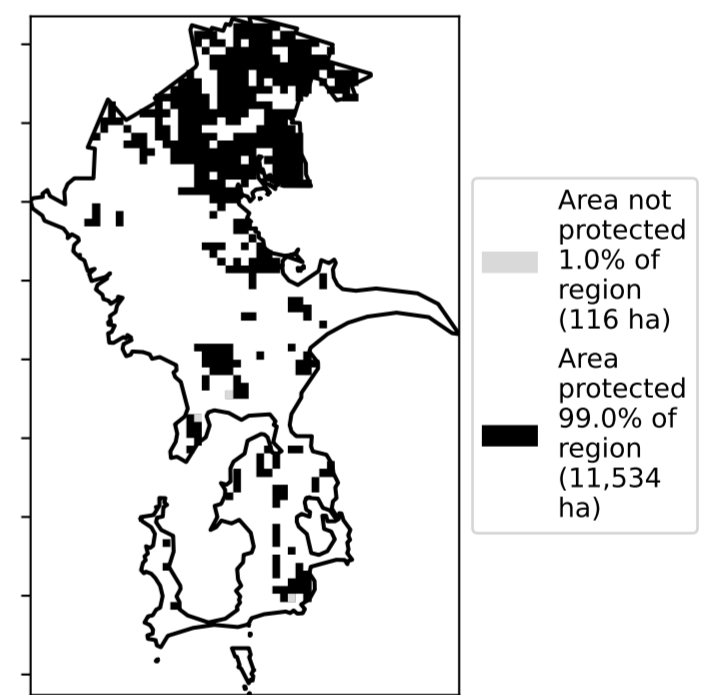 Area not
protected
1.0% of
region
(116 ha)
Area
protected
99.0% of
region
(11,534
ha)